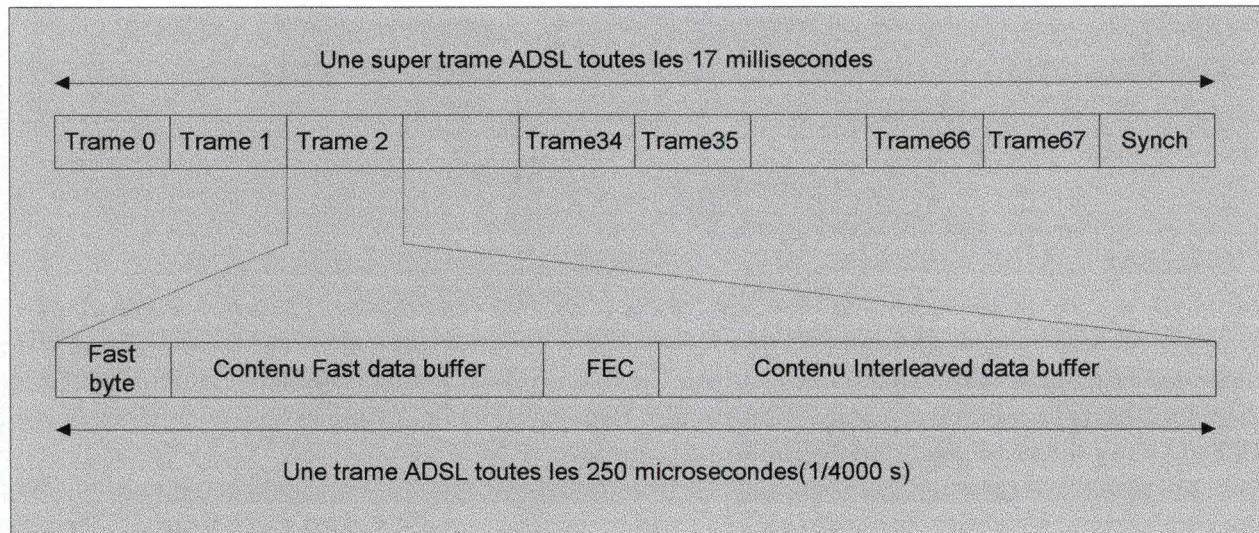 Une super trame ADSL toutes les 17 millisecondes
Trame 0 Trame 1 Trame 2 Trame34 Trame35 Trame66 Trame67 Synch
Fast byte Contenu Fast data buffer FEC Contenu Interleaved data buffer
Une trame ADSL toutes les 250 microsecondes(1/4000 s)